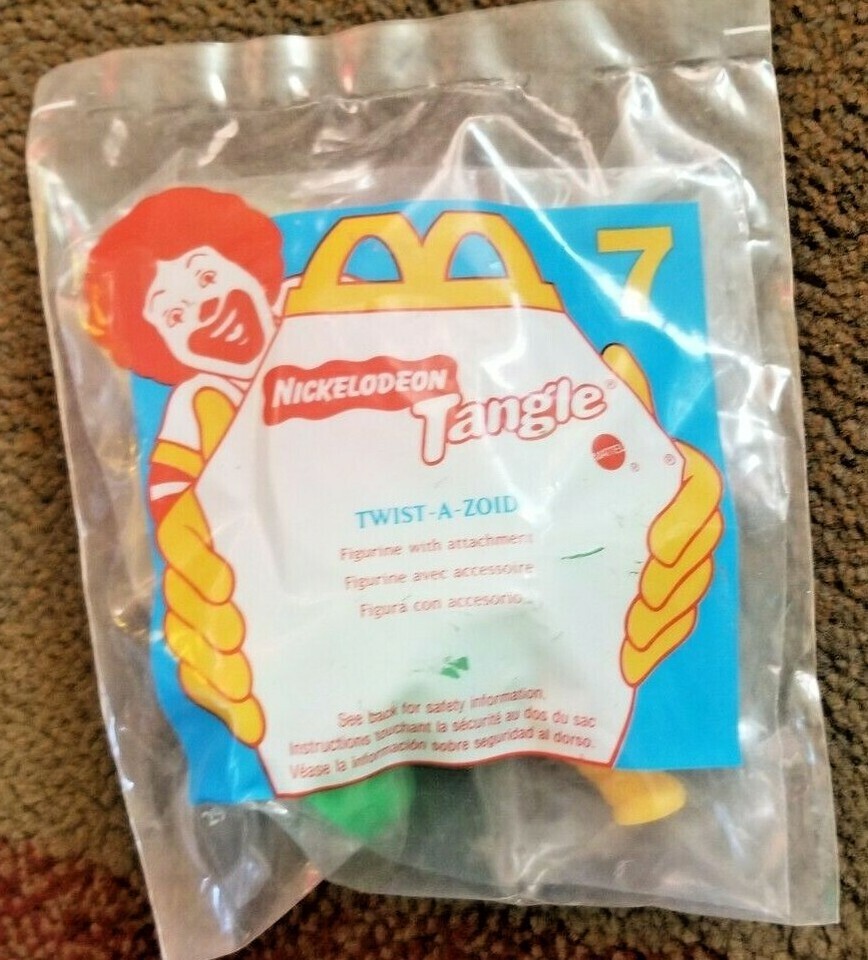 7
NICKELODEON
Tangle®
MATTEL
® ®
TWIST-A-ZOID
Figurine with attachment
Figurine avec accessoire
Figura con accesorio
See back for safety information.
Instructions touchant la sécurité au dos du sac
Véase la información sobre seguridad al dorso.